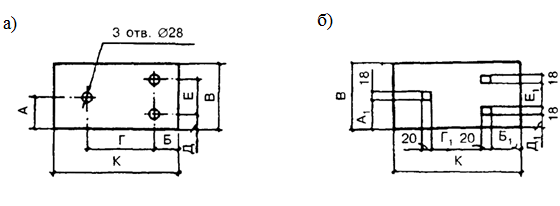 а)
3 отв. Ø28
А
Е
В
Г
Б
Д
К
б)
В
18
А₁
18
Е₁
18
20
Г₁
20
Б₁
Д₁
К